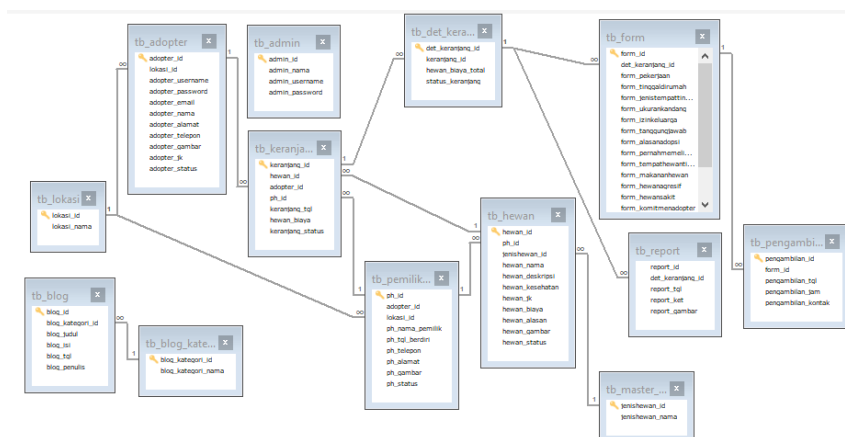 tb_adopter
adopter_id
lokasi_id
adopter_username
adopter_password
adopter_email
adopter_nama
adopter_alamat
adopter_telepon
adopter_gambar
adopter_jk
adopter_status
tb_admin
admin_id
admin_nama
admin_username
admin_password
tb_det_kera...
det_keranjang_id
keranjang_id
hewan_biaya_total
status_keranjang
tb_form
form_id
det_keranjang_id
form_pekerjaan
form_tinggaldirumah
form_jenistempattin...
form_ukurankandang
form_izinkeluarga
form_tanggungjawab
form_alasanadopsi
form_pernahmemeli...
form_tempathewanti...
form_makananhewan
form_hewanagresif
form_hewansakit
form_komitmenadopter
tb_keranja...
keranjang_id
hewan_id
adopter_id
ph_id
keranjang_tgl
hewan_biaya
keranjang_status
tb_lokasi
lokasi_id
lokasi_nama
tb_hewan
hewan_id
ph_id
jenishewan_id
hewan_nama
hewan_deskripsi
hewan_kesehatan
hewan_jk
hewan_biaya
hewan_alasan
hewan_gambar
hewan_status
tb_report
report_id
det_keranjang_id
report_tgl
report_ket
report_gambar
tb_pengambi...
pengambilan_id
form_id
pengambilan_tgl
pengambilan_jam
pengambilan_kontak
tb_pemilik...
ph_id
adopter_id
lokasi_id
ph_nama_pemilik
ph_tgl_berdiri
ph_telepon
ph_alamat
ph_gambar
ph_status
tb_blog
blog_id
blog_kategori_id
blog_judul
blog_isi
blog_tgl
blog_penulis
tb_blog_kate...
blog_kategori_id
blog_kategori_nama
tb_master_...
jenishewan_id
jenishewan_nama